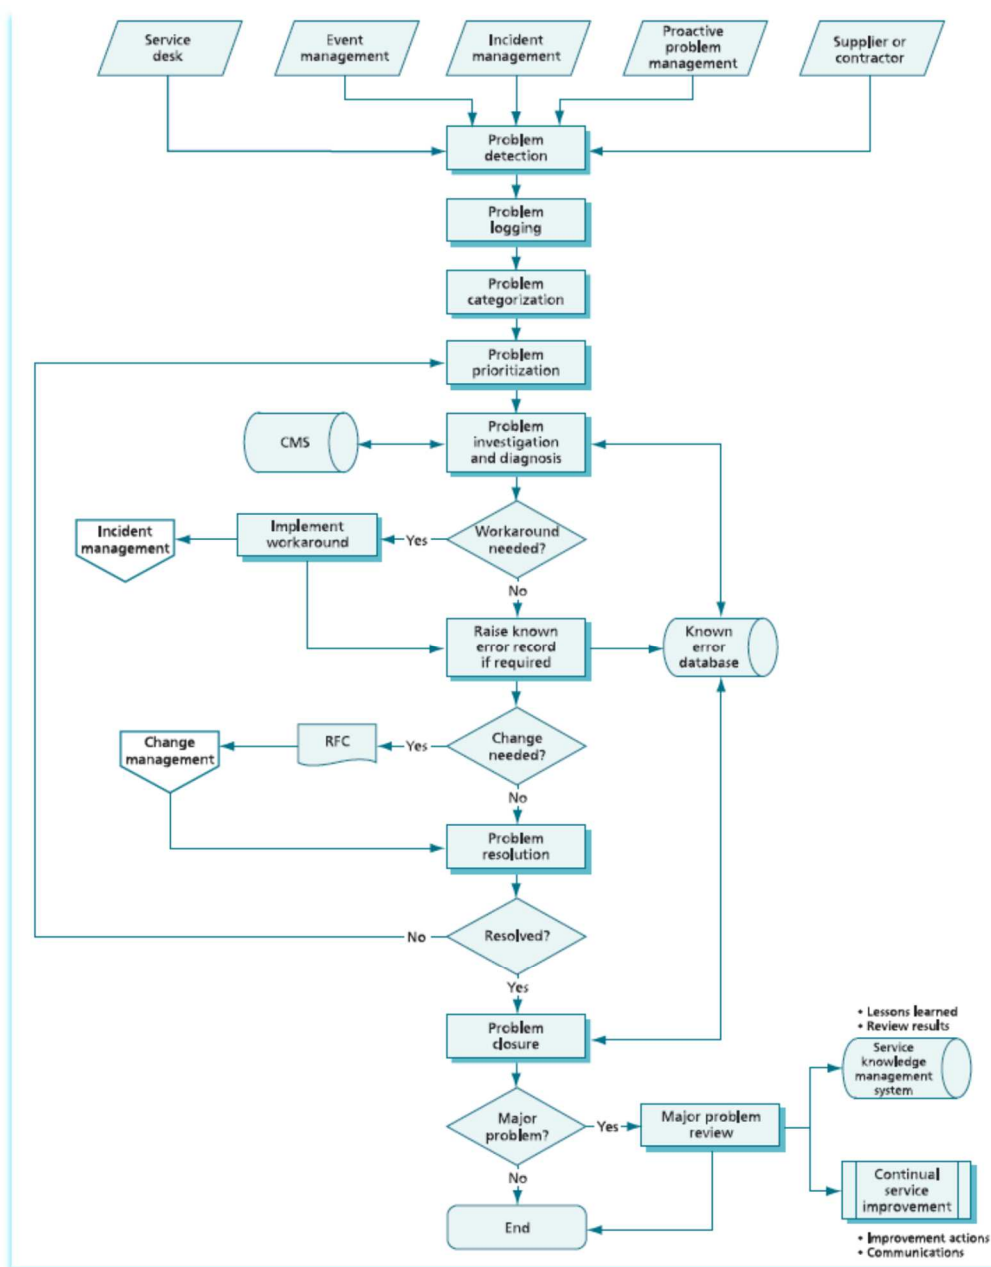 Service
desk
Event
management
Incident
management
Proactive
problem
management
Supplier or
contractor
Problem
detection
Problem
logging
Problem
categorization
Problem
prioritization
CMS
Problem
investigation
and diagnosis
Incident
management
Implement
workaround
Yes
Workaround
needed?
No
Raise known
error record
if required
Known
error
database
Change
management
RFC
Yes
Change
needed?
No
Problem
resolution
No
Resolved?
Yes
Problem
closure
• Lessons learned
• Review results
Service
knowledge
management
system
Major
problem?
Yes
Major problem
review
No
Continual
service
improvement
End
• Improvement actions
• Communications